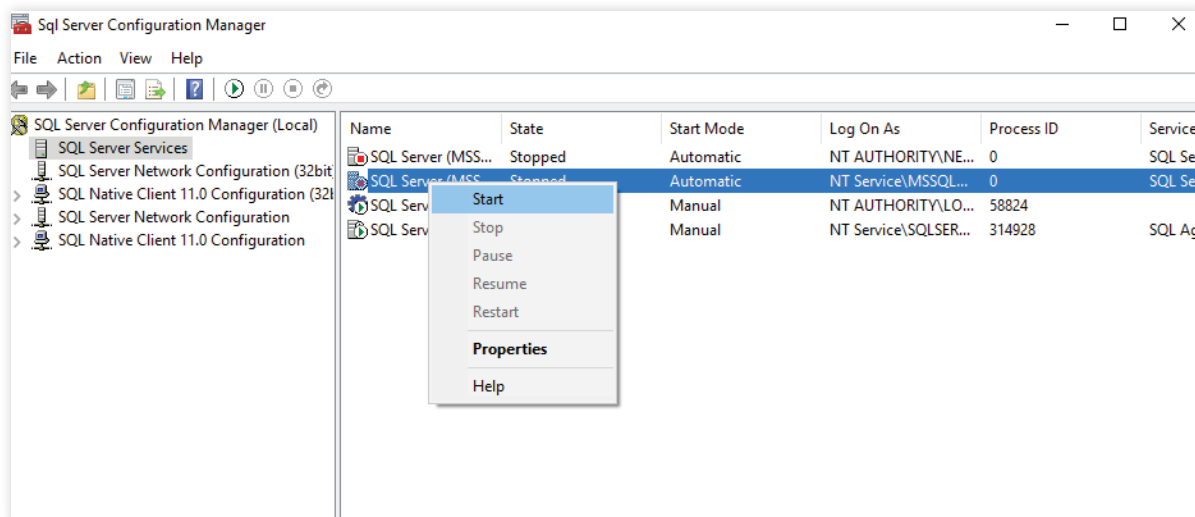 Sql Server Configuration Manager
File Action View Help
SQL Server Configuration Manager (Local)
SQL Server Services
SQL Server Network Configuration (32bit
SQL Native Client 11.0 Configuration (32
SQL Server Network Configuration
SQL Native Client 11.0 Configuration
Name State Start Mode Log On As Process ID Service
SQL Server (MSS... Stopped Automatic NT AUTHORITY\NE... 0 SQL Se
SQL Server (MSS... Stopped Automatic NT Service\MSSQL... 0 SQL Se
SQL Serv Manual NT AUTHORITY\LO... 58824
SQL Serv Manual NT Service\SQLSER... 314928 SQL Ag
Start
Stop
Pause
Resume
Restart
Properties
Help